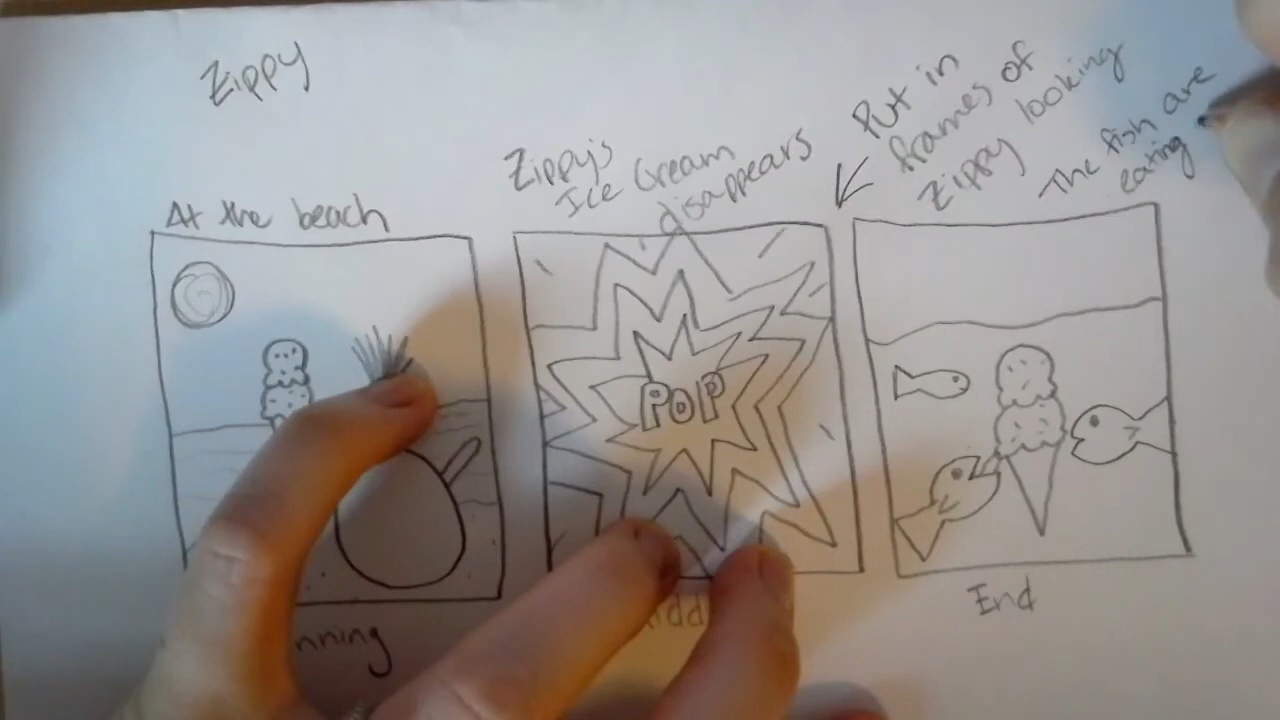 Zippy
At the beach
Zippy's
Ice Cream
disappears
Put in
frames of
Zippy looking
The fish are
eating
POP
nning
End